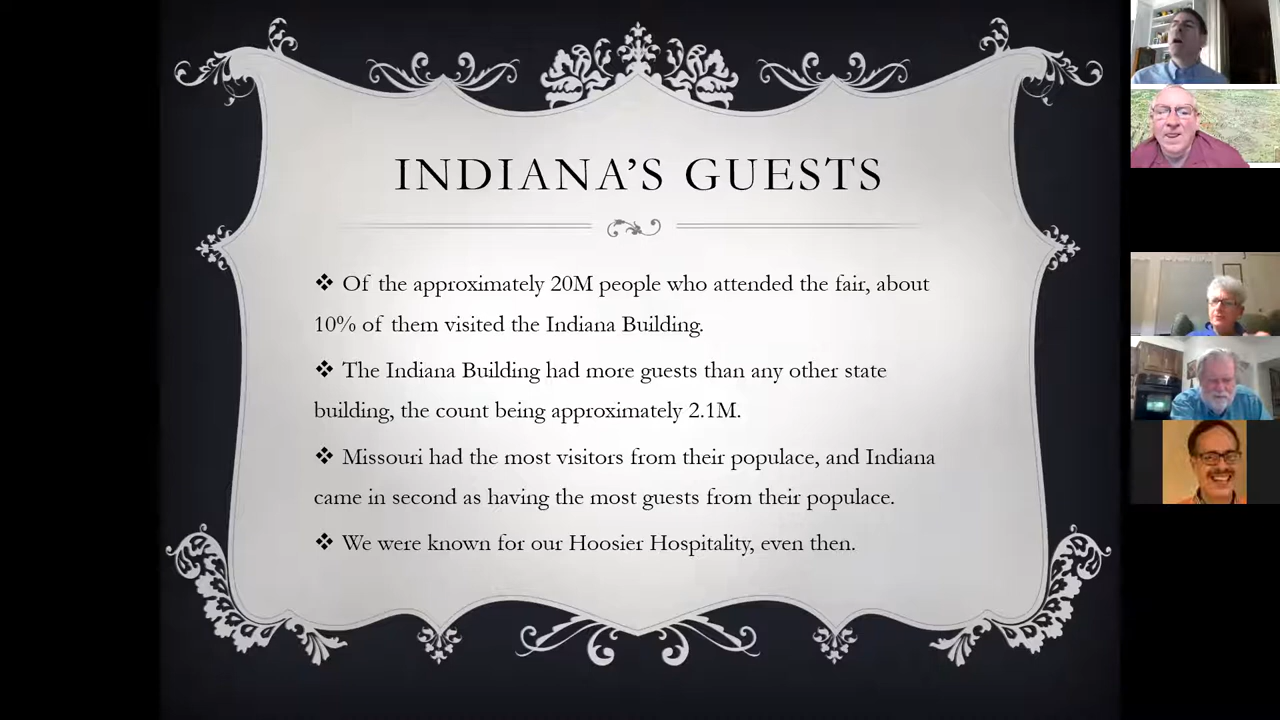 INDIANA'S GUESTS
❖ Of the approximately 20M people who attended the fair, about
10% of them visited the Indiana Building.
❖ The Indiana Building had more guests than any other state
building, the count being approximately 2.1M.
❖ Missouri had the most visitors from their populace, and Indiana
came in second as having the most guests from their populace.
❖ We were known for our Hoosier Hospitality, even then.